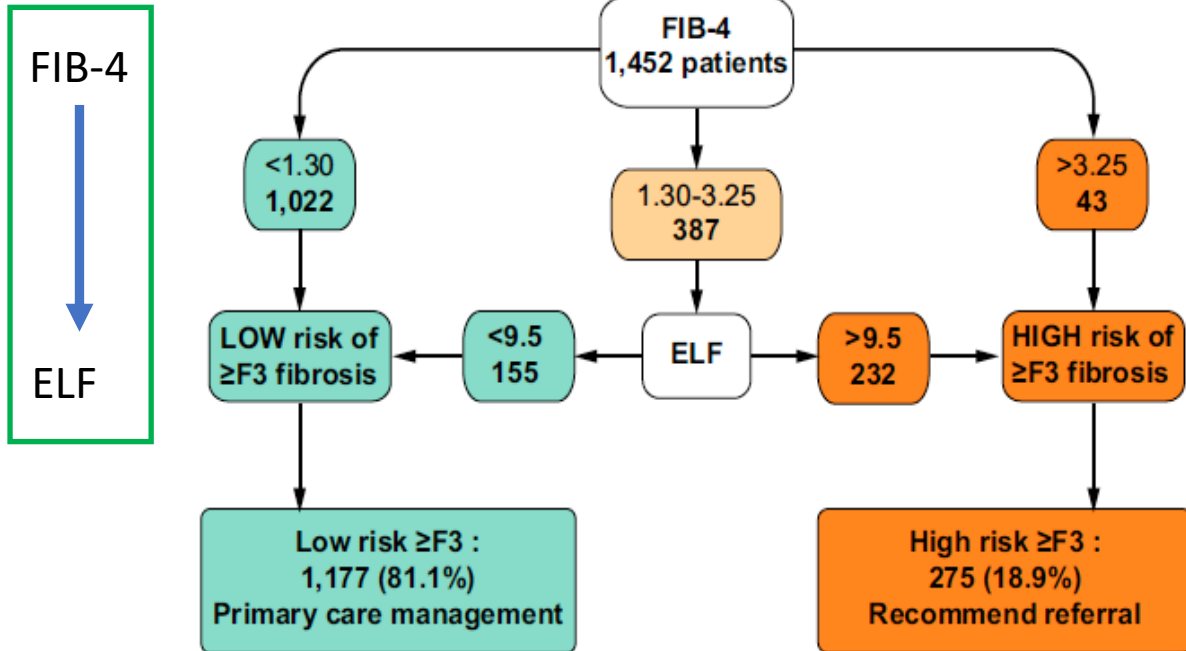 FIB-4
ELF
FIB-4
1,452 patients
<1.30
1,022
1.30-3.25
387
>3.25
43
LOW risk of
≥F3 fibrosis
<9.5
155
ELF
>9.5
232
HIGH risk of
≥F3 fibrosis
Low risk ≥F3 :
1,177 (81.1%)
Primary care management
High risk ≥F3 :
275 (18.9%)
Recommend referral